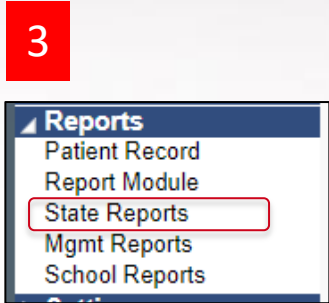 3
Reports
Patient Record
Report Module
State Reports
Mgmt Reports
School Reports